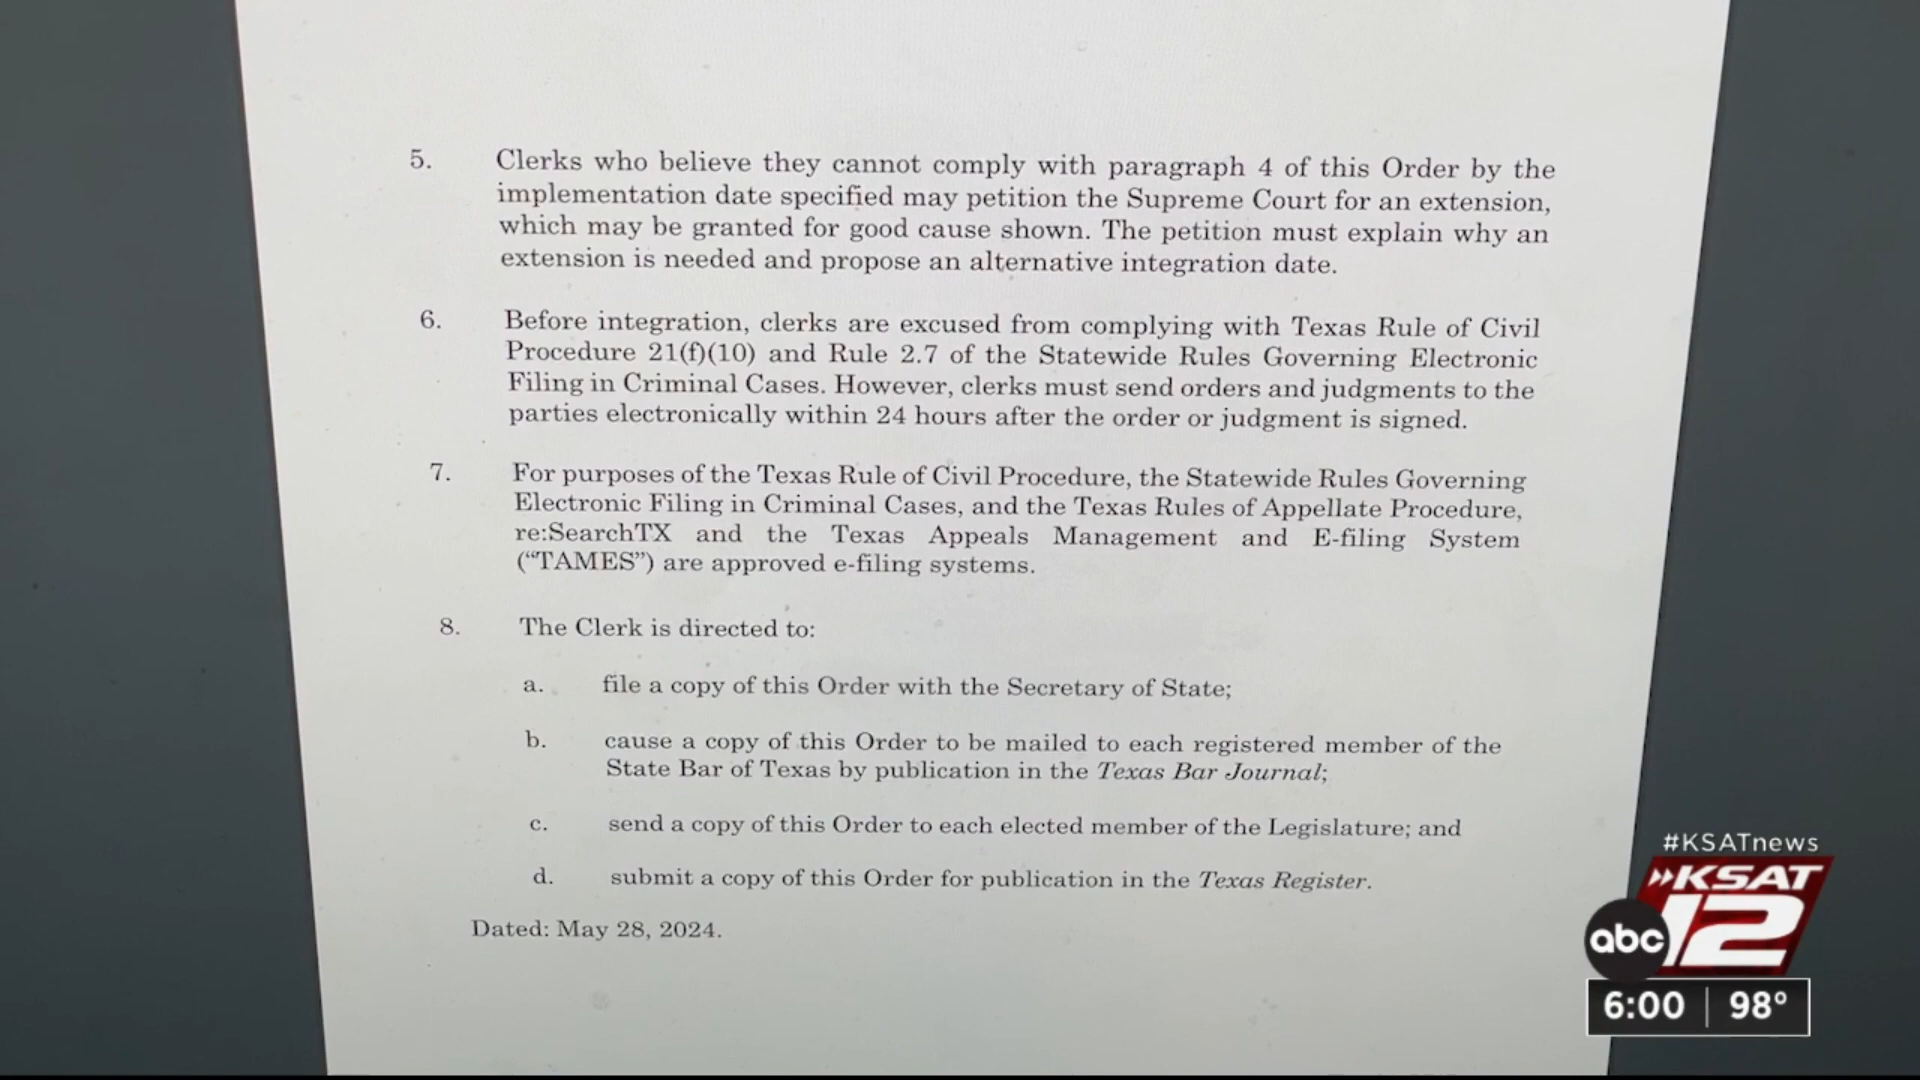 5. Clerks who believe they cannot comply with paragraph 4 of this Order by the
implementation date specified may petition the Supreme Court for an extension,
which may be granted for good cause shown. The petition must explain why an
extension is needed and propose an alternative integration date.
6. Before integration, clerks are excused from complying with Texas Rule of Civil
Procedure 21(f)(10) and Rule 2.7 of the Statewide Rules Governing Electronic
Filing in Criminal Cases. However, clerks must send orders and judgments to the
parties electronically within 24 hours after the order or judgment is signed.
7. For purposes of the Texas Rule of Civil Procedure, the Statewide Rules Governing
Electronic Filing in Criminal Cases, and the Texas Rules of Appellate Procedure,
re:SearchTX and the Texas Appeals Management and E-filing System
(“TAMES”) are approved e-filing systems.
8. The Clerk is directed to:
a. file a copy of this Order with the Secretary of State;
b. cause a copy of this Order to be mailed to each registered member of the
State Bar of Texas by publication in the Texas Bar Journal;
c. send a copy of this Order to each elected member of the Legislature; and
d. submit a copy of this Order for publication in the Texas Register.
Dated: May 28, 2024.
#KSATnews
KSAT
abc 12
6:00 98°